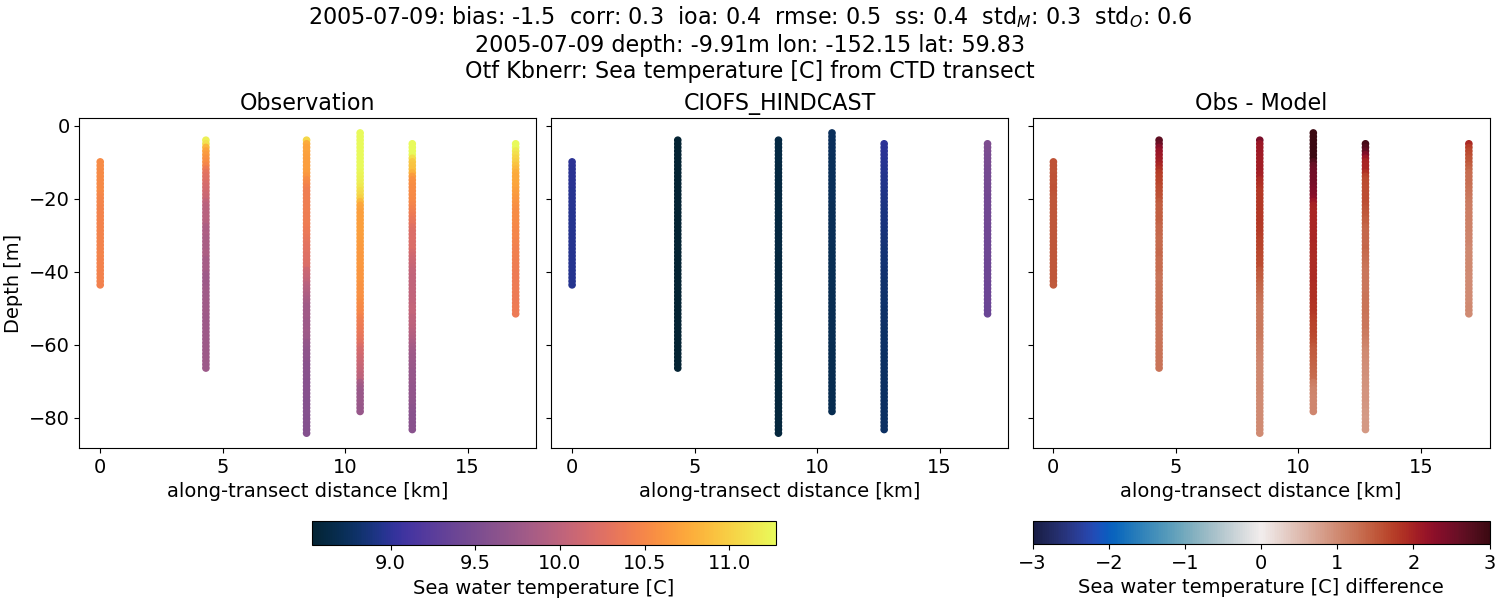 2005-07-09: bias: -1.5  corr: 0.3  ioa: 0.4  rmse: 0.5  ss: 0.4  std_M: 0.3  std_O: 0.6
2005-07-09 depth: -9.91m lon: -152.15 lat: 59.83
Otf Kbnerr: Sea temperature [C] from CTD transect
Observation
CIOFS_HINDCAST
Obs - Model
Depth [m]
0
−20
−40
−60
−80
0 5 10 15
0 5 10 15
0 5 10 15
along-transect distance [km]
along-transect distance [km]
along-transect distance [km]
9.0 9.5 10.0 10.5 11.0
Sea water temperature [C]
−3 −2 −1 0 1 2 3
Sea water temperature [C] difference